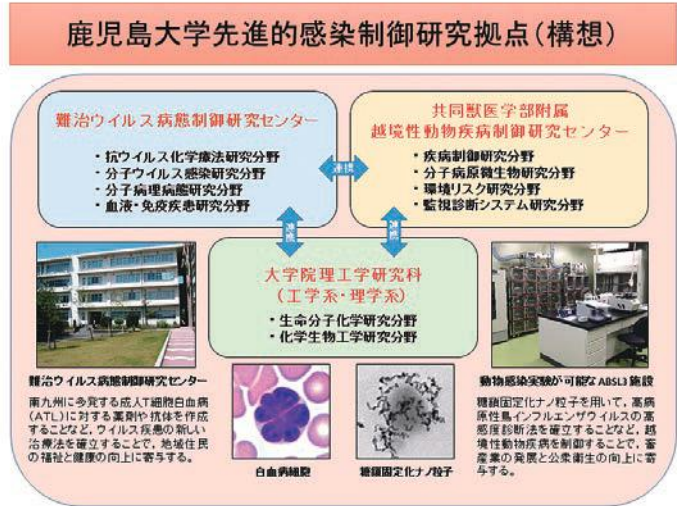 鹿児島大学先進的感染制御研究拠点(構想)
難治ウイルス病態制御研究センター
・抗ウイルス化学療法研究分野
・分子ウイルス感染研究分野
・分子病理病態研究分野
・血液・免疫疾患研究分野
連携
共同獣医学部附属
越境性動物疾病制御研究センター
・疾病制御研究分野
・分子病原微生物研究分野
・環境リスク研究分野
・監視診断システム研究分野
連携
連携
大学院理工学研究科
(工学系・理学系)
・生命分子化学研究分野
・化学生物工学研究分野
難治ウイルス病態制御研究センター
南九州に今発する成人T細胞白血病
(ATL)に対する薬剤や抗体を作成
することなど、ウイルス疾患の新しい
治療法を確立することで、地域住民
の福祉と健康の向上に寄与する。
白血病細胞
糖鎖固定化ナノ粒子
動物感染実験が可能なABSL3施設
糖鎖固定化ナノ粒子を用いて、高病
原性鳥インフルエンザウイルスの高
感度診断法を確立することなど、越
境性動物疾病を制御することで、畜
産業の発展と公衆衛生の向上に寄
与する。